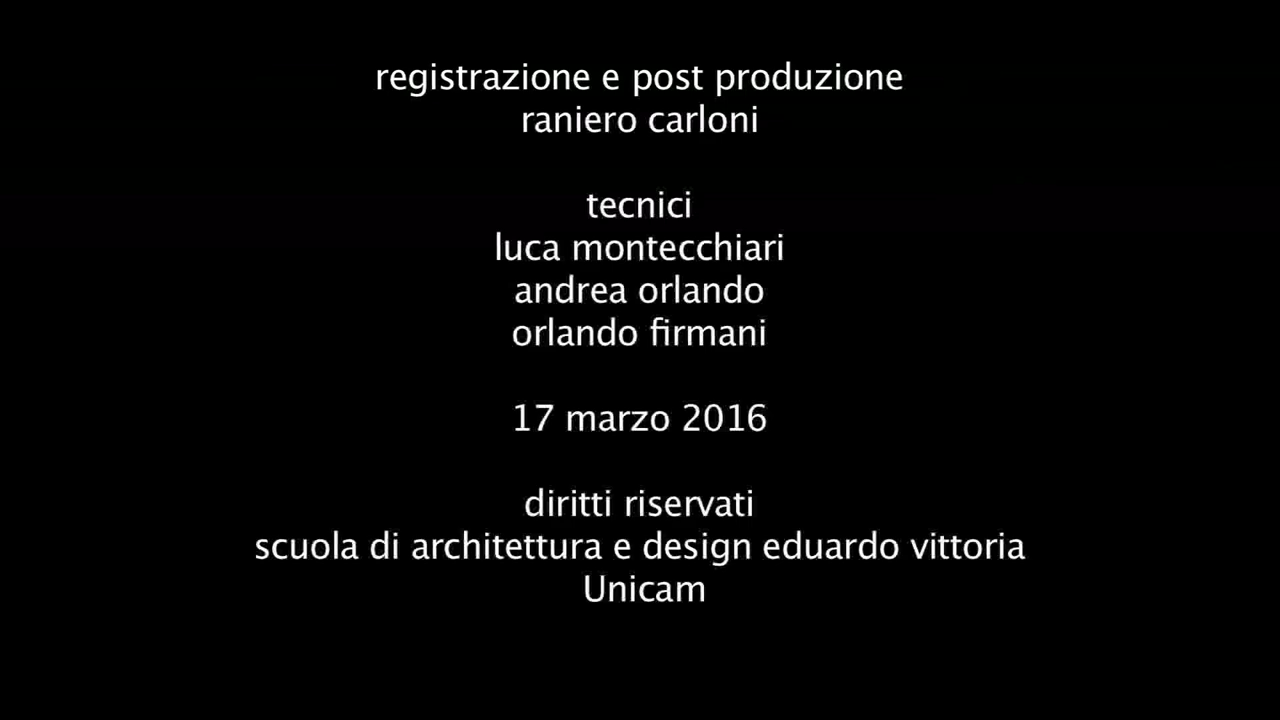 registrazione e post produzione
raniero carloni
tecnici
luca montecchiari
andrea orlando
orlando firmani
17 marzo 2016
diritti riservati
scuola di architettura e design eduardo vittoria
Unicam